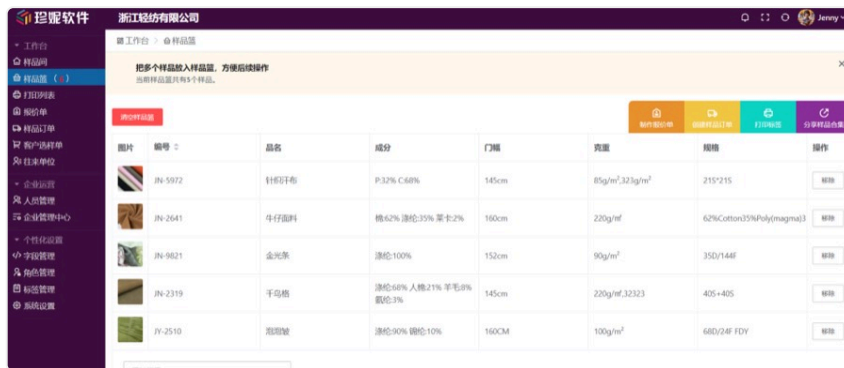 珍妮软件
浙江轻纺有限公司
Jenny
工作台
样品间
样品篮
打印列表
报价单
样品订单
客户选样单
往来单位
企业运营
人员管理
企业管理中心
个性化设置
字段管理
角色管理
标签管理
系统设置
工作台 > 样品篮
把多个样品放入样品篮，方便后续操作
当前样品篮共有5个样品。
清空样品篮
制作报价单
创建样品订单
打印标签
分享样品合集
图片 编号 品名 成分 门幅 克重 规格 操作
JN-5972 针织汗布 P:32% C:68% 145cm 85g/m²,323g/m² 21S*21S 移除
JN-2641 牛仔面料 棉:62% 涤纶:35% 莱卡:2% 160cm 220g/㎡ 62%Cotton35%Poly(magma)3 移除
JN-9821 金光条 涤纶:100% 152cm 90g/m² 35D/144F 移除
JN-2319 千鸟格 涤纶:68% 人棉:21% 羊毛:8% 氨纶:3% 145cm 220g/㎡,32323 40S+40S 移除
JY-2510 泡泡皱 涤纶:90% 锦纶:10% 160CM 100g/m² 68D/24F FDY 移除